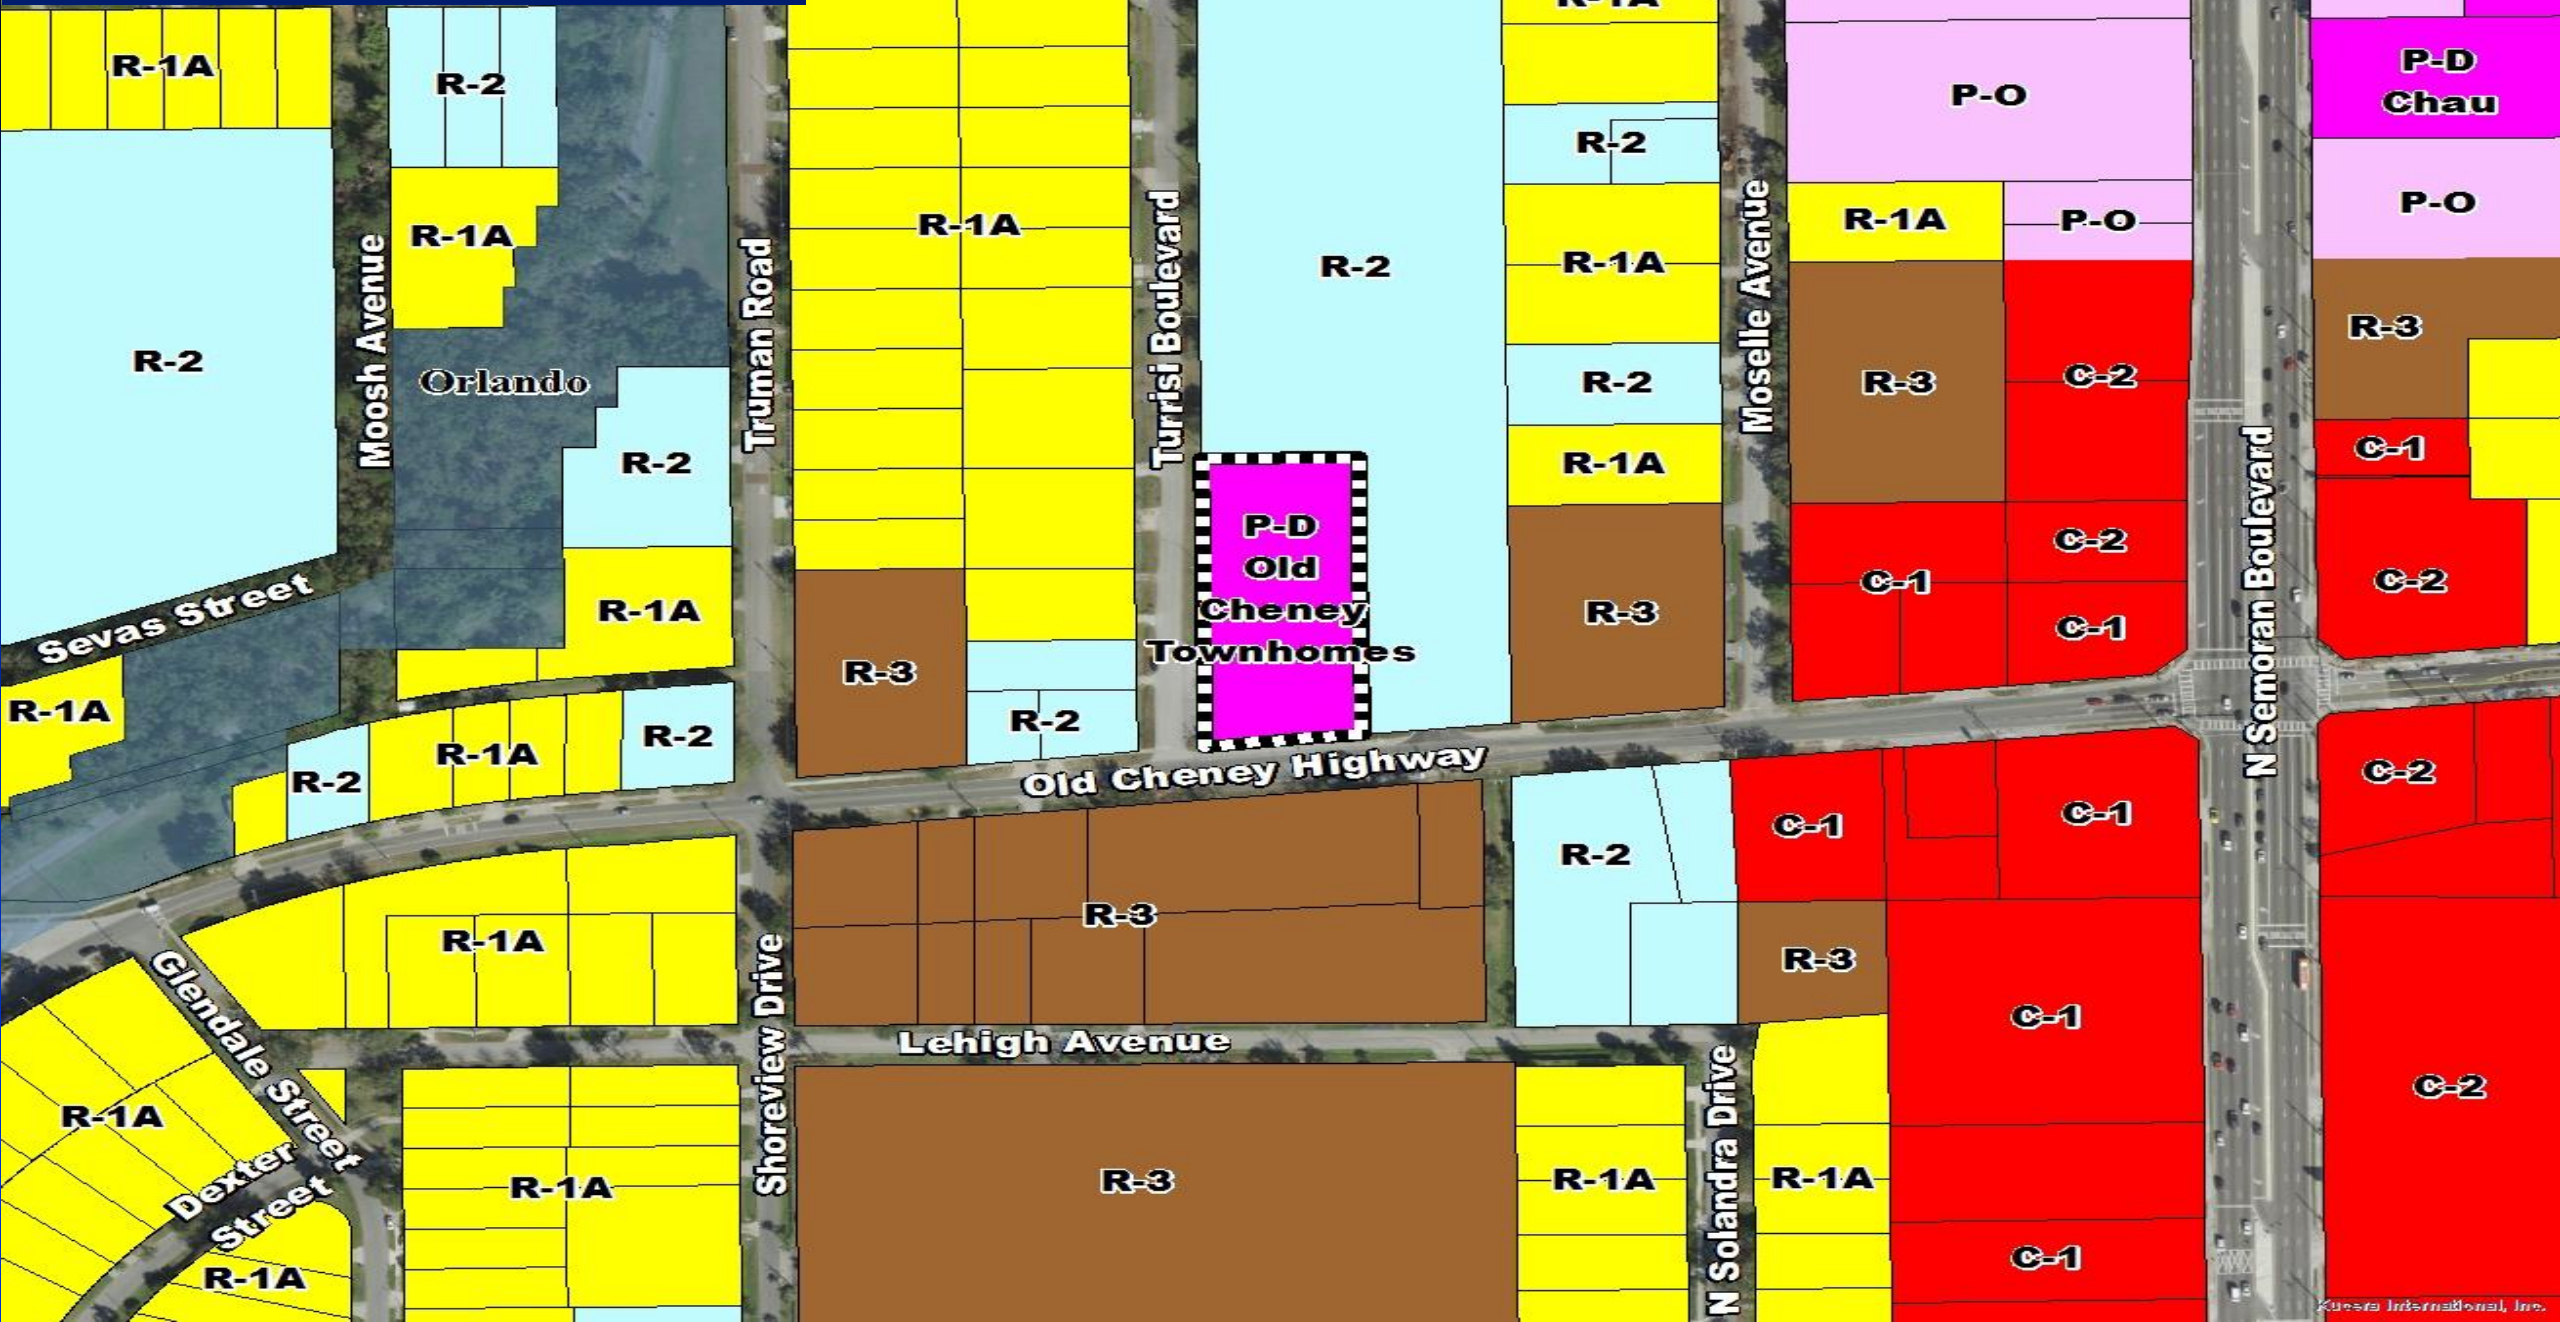 R-1A
R-1A
R-2
P-O
P-D
Chau
R-2
P-O
R-1A
R-1A
R-1A
P-O
R-2
R-1A
R-2
R-3
R-2
Moosh Avenue
Orlando
Truman Road
Turrisi Boulevard
R-2
Moselle Avenue
R-3
C-2
C-1
R-2
R-1A
P-D
Old
Cheney
Townhomes
C-2
C-1
C-2
Sevas Street
R-1A
R-3
C-1
N Semoran Boulevard
R-3
R-1A
R-2
R-2
R-1A
R-2
Old Cheney Highway
C-2
C-1
C-1
R-2
R-3
R-1A
R-3
Glendale Street
Shoreview Drive
C-1
Lehigh Avenue
C-2
R-1A
Dexter
Street
R-1A
R-3
R-1A
N Solandra Drive
R-1A
C-1
R-1A
Kucera International, Inc.